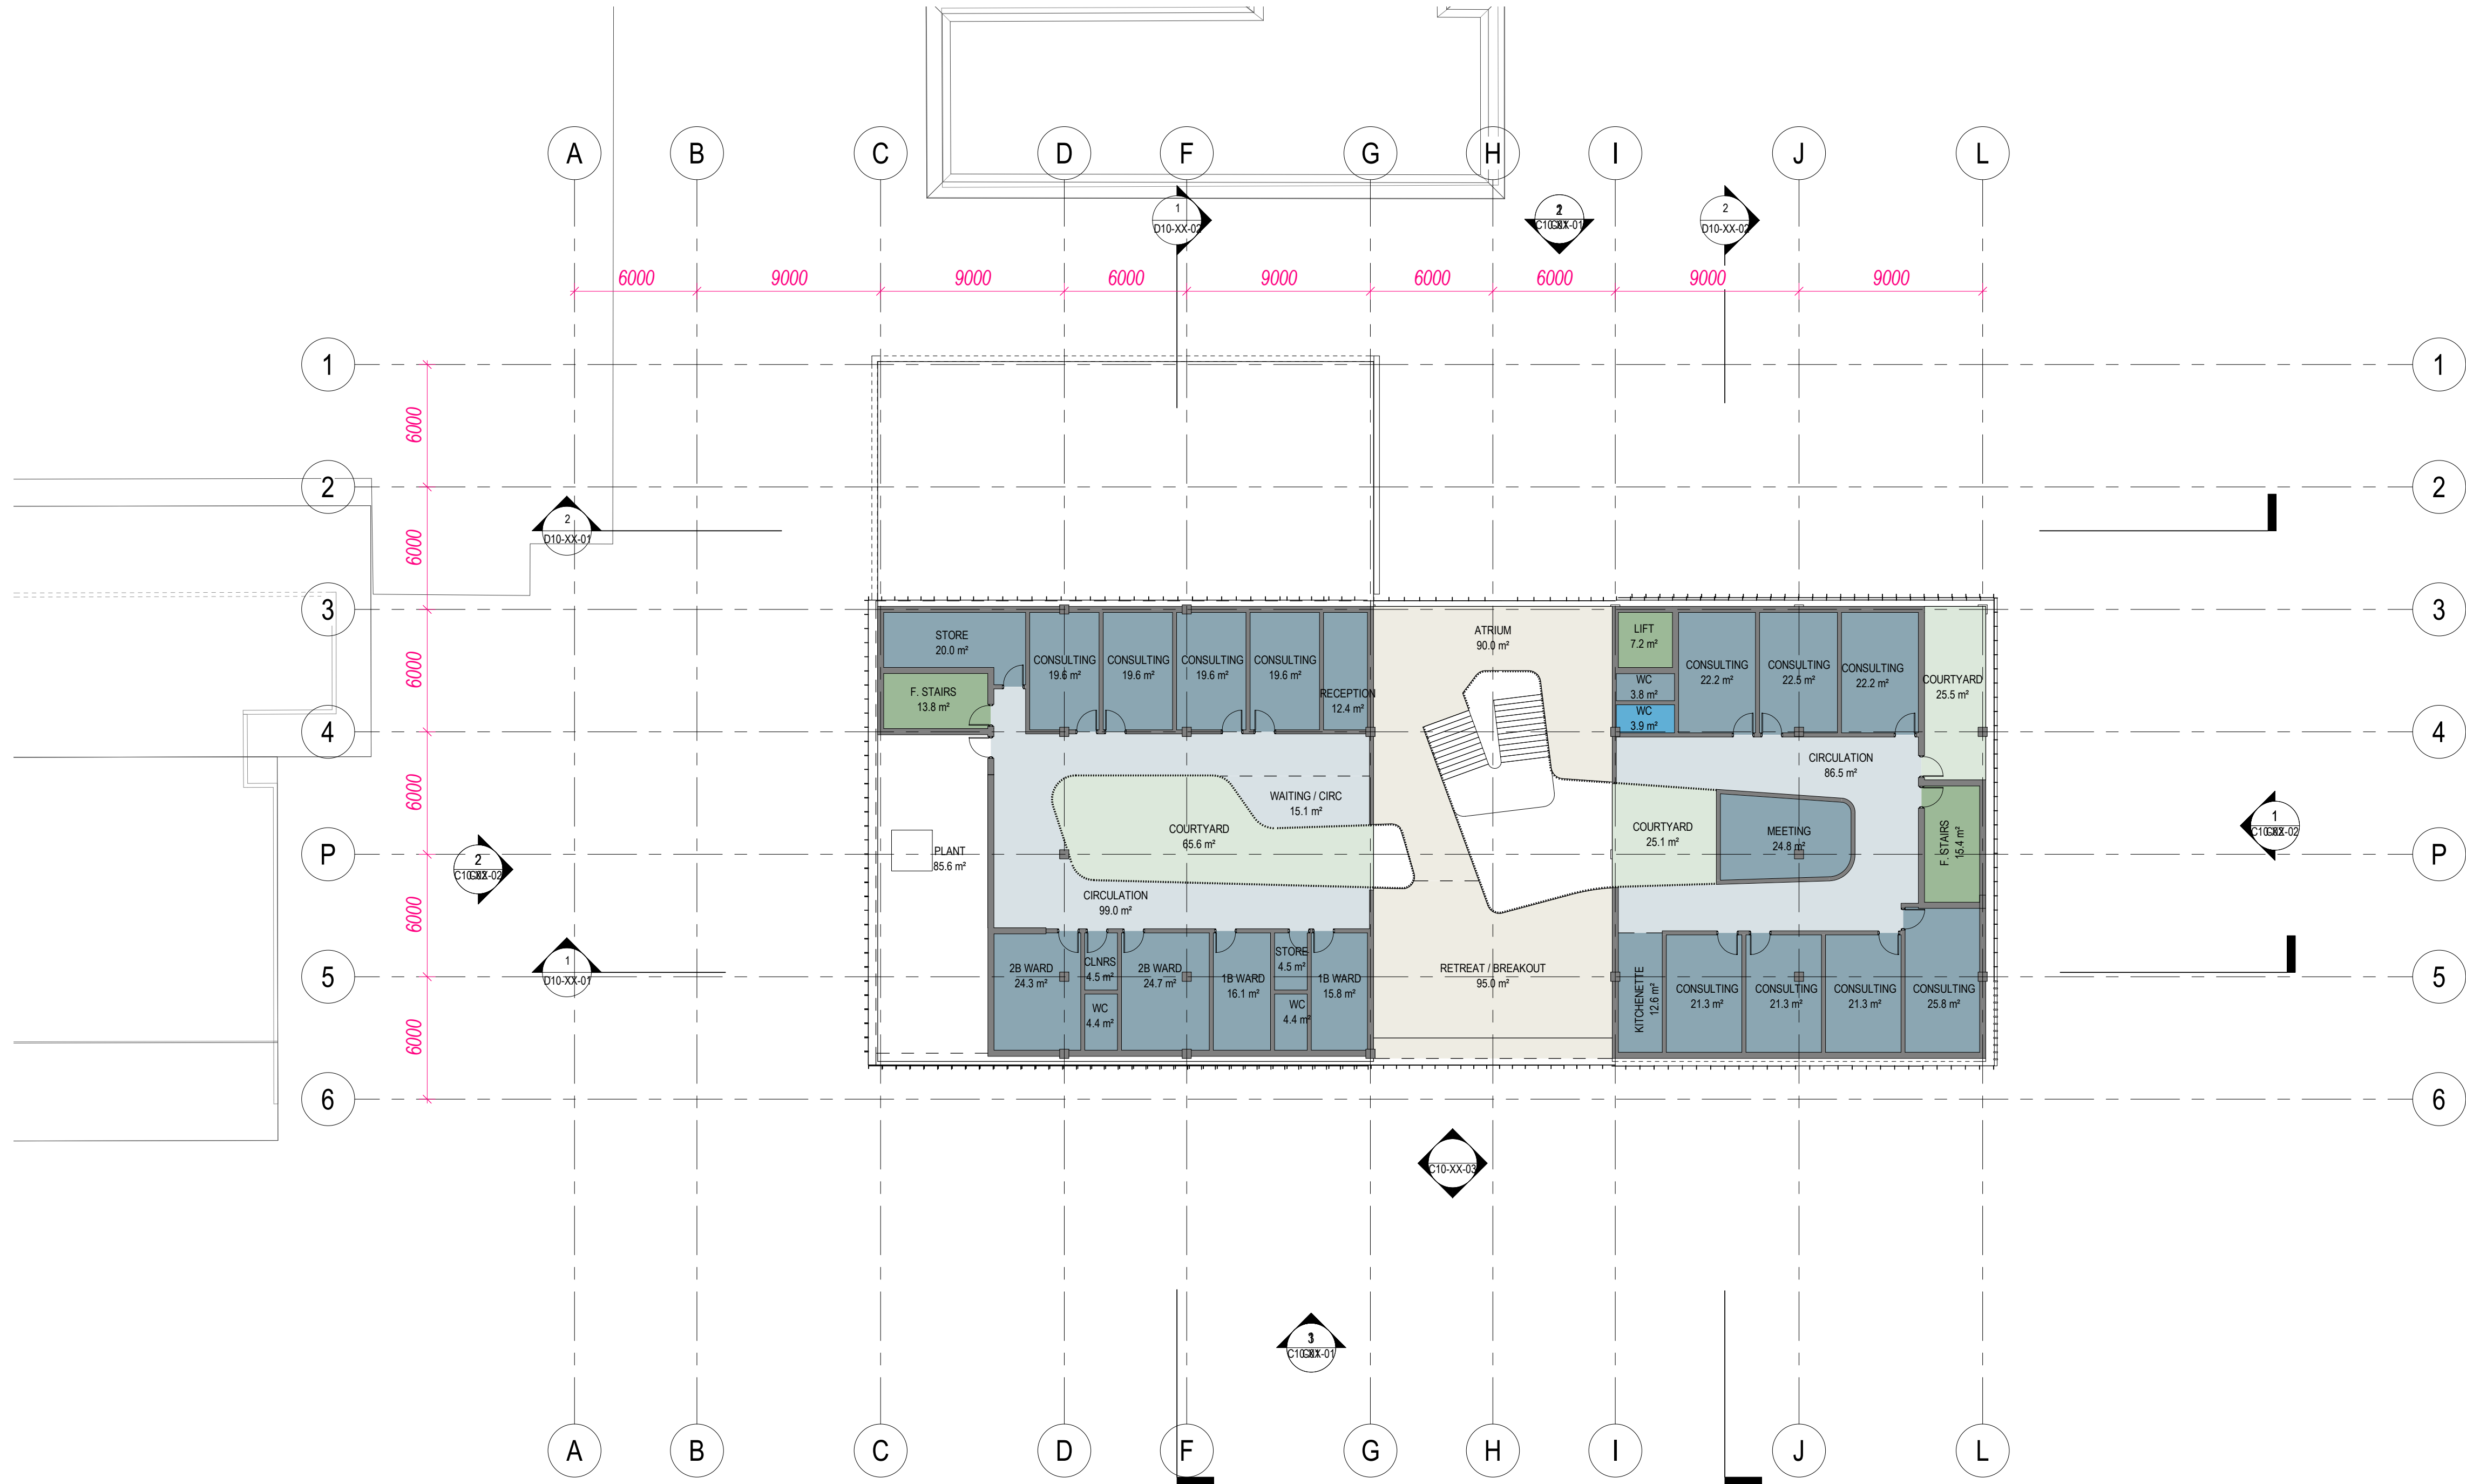 A B C D F G H I J L
1
D10-XX-02
2
2
D10-XX-02
6000 9000 9000 6000 9000 6000 6000 9000 9000
1 1
6000
2 2
6000
2
D10-XX-01
3 3
6000
STORE
20.0 m²
F. STAIRS
13.8 m²
CONSULTING
19.6 m²
CONSULTING
19.6 m²
CONSULTING
19.6 m²
CONSULTING
19.6 m²
RECEPTION
12.4 m²
ATRIUM
90.0 m²
LIFT
7.2 m²
WC
3.8 m²
WC
3.9 m²
CONSULTING
22.2 m²
CONSULTING
22.5 m²
CONSULTING
22.2 m²
COURTYARD
25.5 m²
4 4
6000
CIRCULATION
86.5 m²
WAITING / CIRC
15.1 m²
COURTYARD
65.6 m²
COURTYARD
25.1 m²
MEETING
24.8 m²
F. STAIRS
15.4 m²
1
PLANT
85.6 m²
P P
2
6000
CIRCULATION
99.0 m²
1
D10-XX-01
2B WARD
24.3 m²
CLNRS
4.5 m²
WC
4.4 m²
2B WARD
24.7 m²
1B WARD
16.1 m²
STORE
4.5 m²
WC
4.4 m²
1B WARD
15.8 m²
RETREAT / BREAKOUT
95.0 m²
KITCHENETTE
12.6 m²
CONSULTING
21.3 m²
CONSULTING
21.3 m²
CONSULTING
21.3 m²
CONSULTING
25.8 m²
5 5
6000
6 6
C10-XX-03
3
A B C D F G H I J L